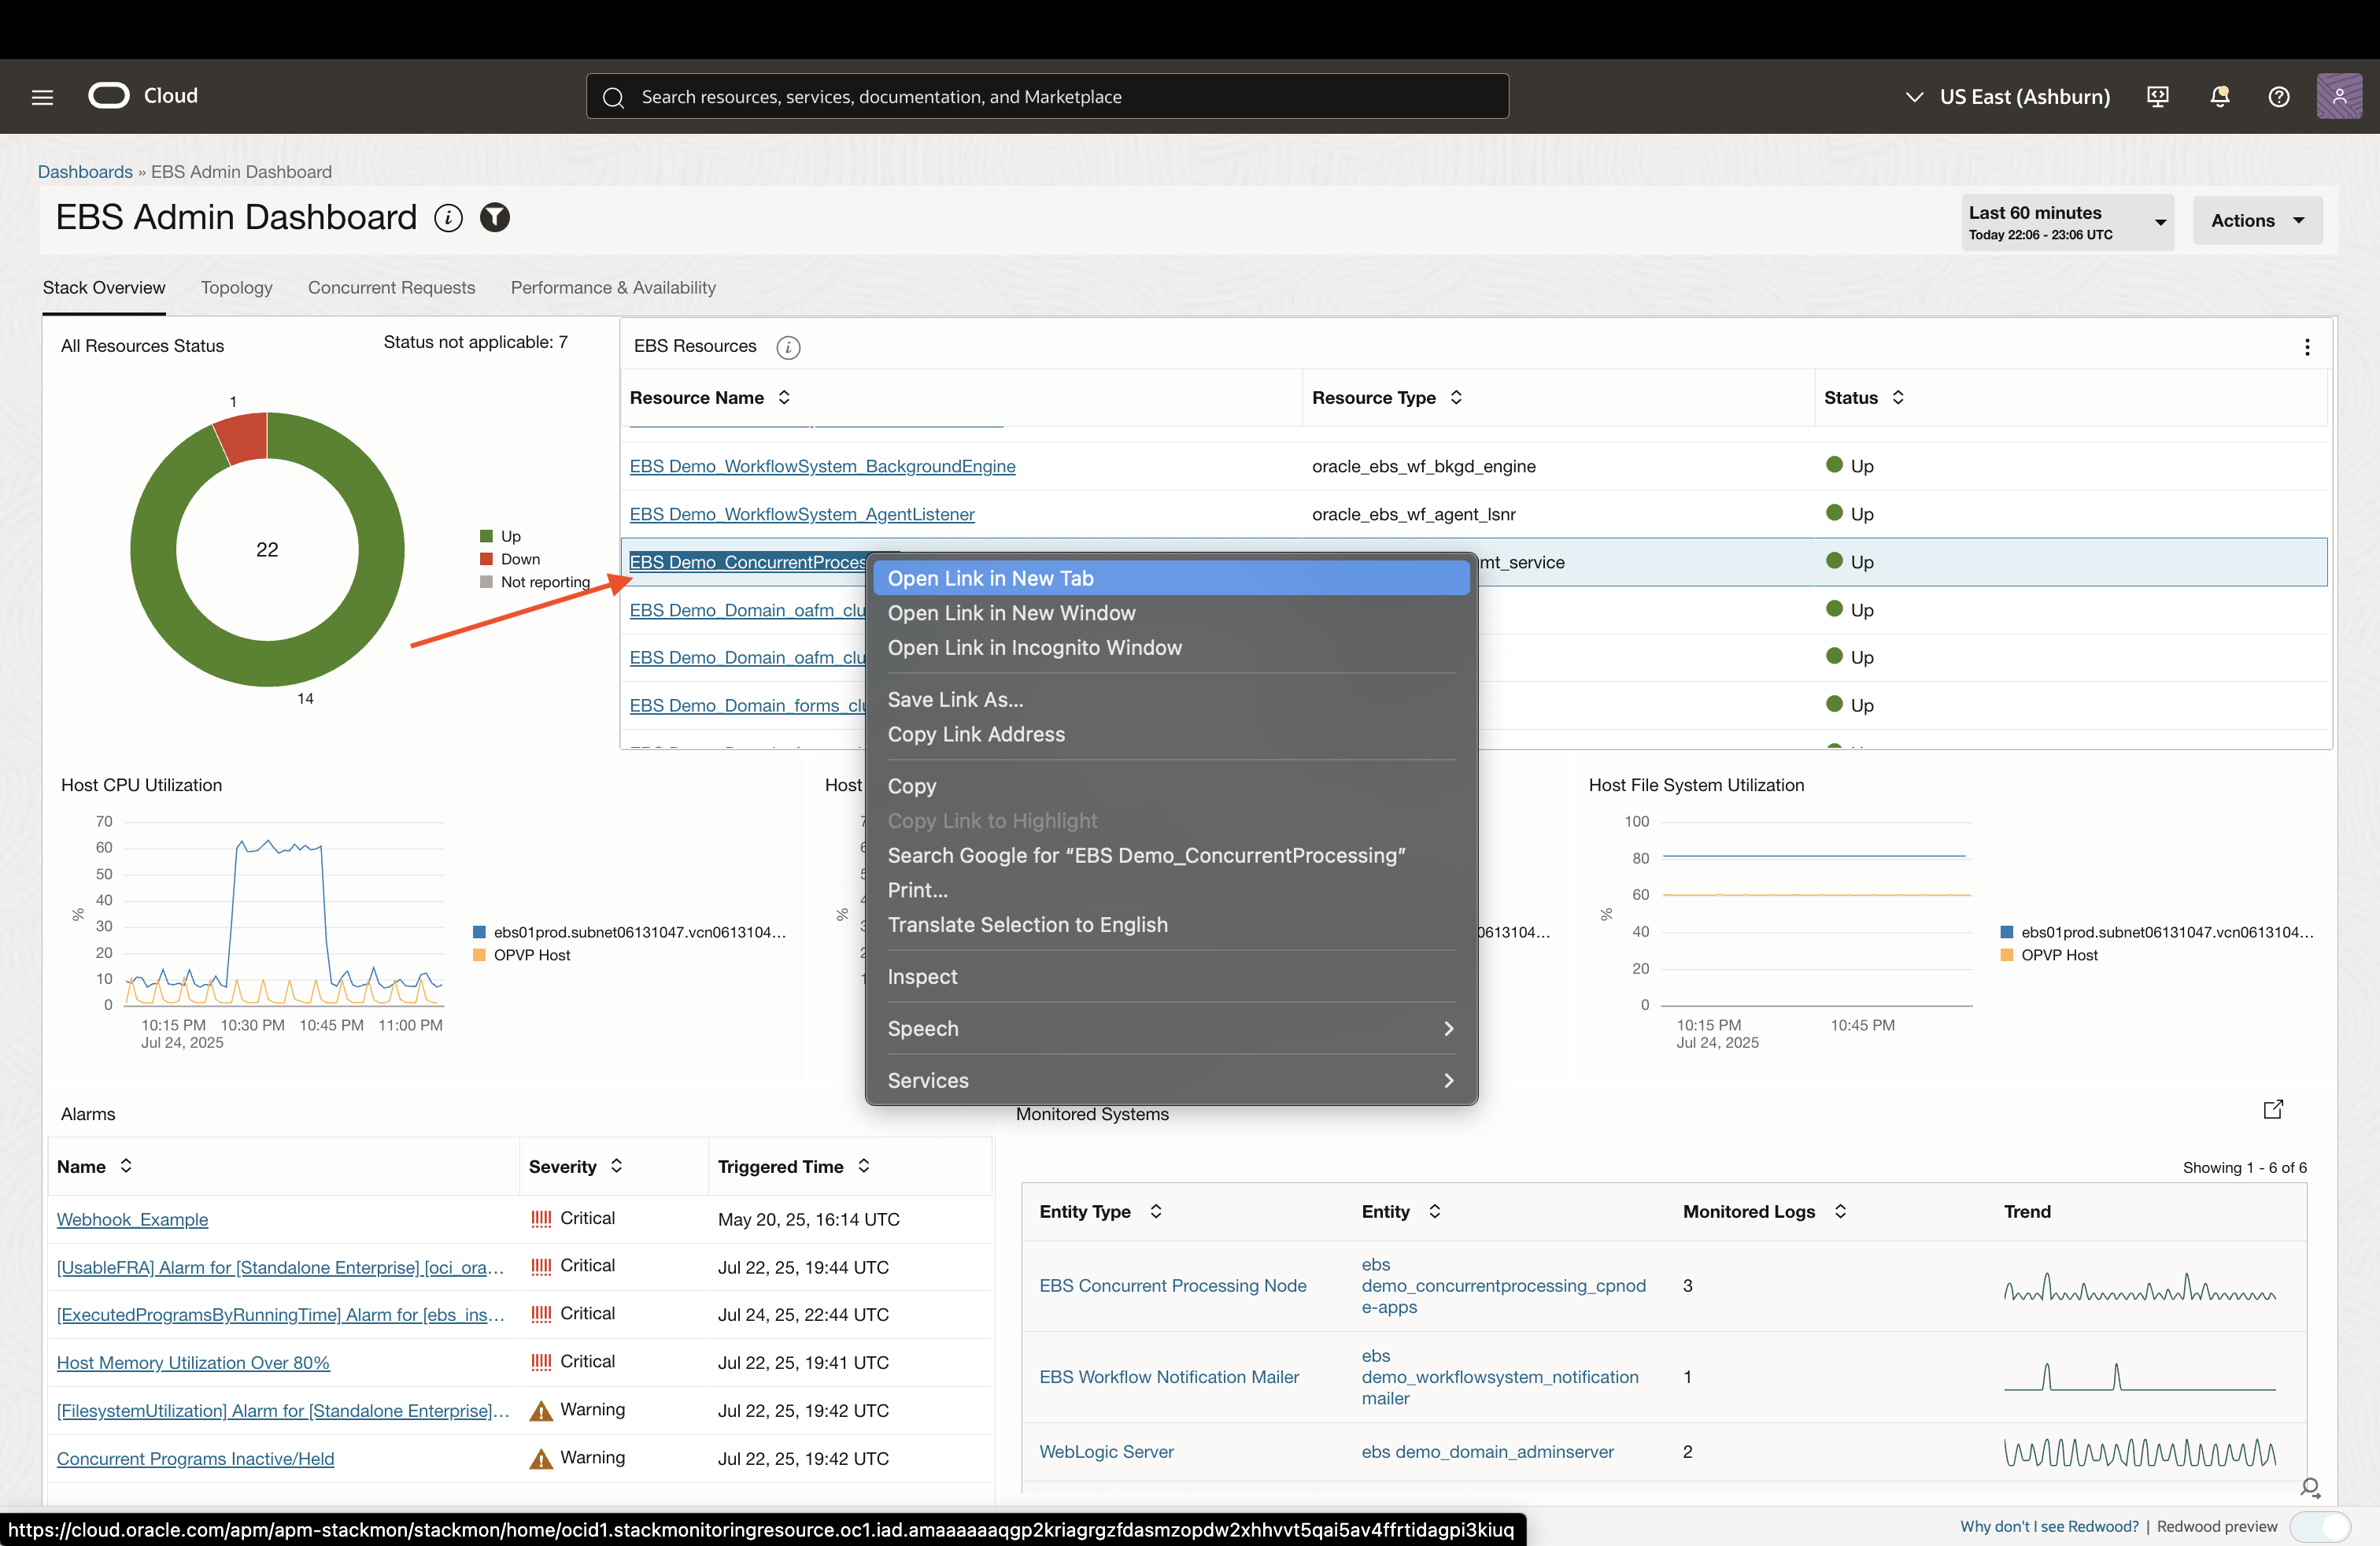 Cloud
Search resources, services, documentation, and Marketplace
US East (Ashburn)
Dashboards » EBS Admin Dashboard
EBS Admin Dashboard
Last 60 minutes
Today 22:06 - 23:06 UTC
Actions
Stack Overview
Topology
Concurrent Requests
Performance & Availability
All Resources Status
Status not applicable: 7
1
22
14
Up
Down
Not reporting
EBS Resources
Resource Name
Resource Type
Status
EBS Demo_WorkflowSystem_BackgroundEngine
oracle_ebs_wf_bkgd_engine
Up
EBS Demo_WorkflowSystem_AgentListener
oracle_ebs_wf_agent_lsnr
Up
EBS Demo_ConcurrentProces
mt_service
Up
EBS Demo_Domain_oafm_clu
Up
EBS Demo_Domain_oafm_clu
Up
EBS Demo_Domain_forms_clu
Up
Open Link in New Tab
Open Link in New Window
Open Link in Incognito Window
Save Link As...
Copy Link Address
Copy
Copy Link to Highlight
Search Google for “EBS Demo_ConcurrentProcessing”
Print...
Translate Selection to English
Inspect
Speech
Services
Host CPU Utilization
70
60
50
40
30
20
10
0
%
10:15 PM
10:30 PM
10:45 PM
11:00 PM
Jul 24, 2025
ebs01prod.subnet06131047.vcn0613104...
OPVP Host
Host
%
0613104...
Host File System Utilization
100
80
60
40
20
0
%
10:15 PM
10:45 PM
Jul 24, 2025
ebs01prod.subnet06131047.vcn0613104...
OPVP Host
Alarms
Name
Severity
Triggered Time
Webhook_Example
Critical
May 20, 25, 16:14 UTC
[UsableFRA] Alarm for [Standalone Enterprise] [oci_ora...
Critical
Jul 22, 25, 19:44 UTC
[ExecutedProgramsByRunningTime] Alarm for [ebs_ins...
Critical
Jul 24, 25, 22:44 UTC
Host Memory Utilization Over 80%
Critical
Jul 22, 25, 19:41 UTC
[FilesystemUtilization] Alarm for [Standalone Enterprise]...
Warning
Jul 22, 25, 19:42 UTC
Concurrent Programs Inactive/Held
Warning
Jul 22, 25, 19:42 UTC
Monitored Systems
Showing 1 - 6 of 6
Entity Type
Entity
Monitored Logs
Trend
EBS Concurrent Processing Node
ebs
demo_concurrentprocessing_cpnod
e-apps
3
EBS Workflow Notification Mailer
ebs
demo_workflowsystem_notification
mailer
1
WebLogic Server
ebs demo_domain_adminserver
2
https://cloud.oracle.com/apm/apm-stackmon/stackmon/home/ocid1.stackmonitoringresource.oc1.iad.amaaaaaaqgp2kriagrgzfdasmzopdw2xhhvvt5qai5av4ffrtidagpi3kiuq
Why don't I see Redwood? | Redwood preview